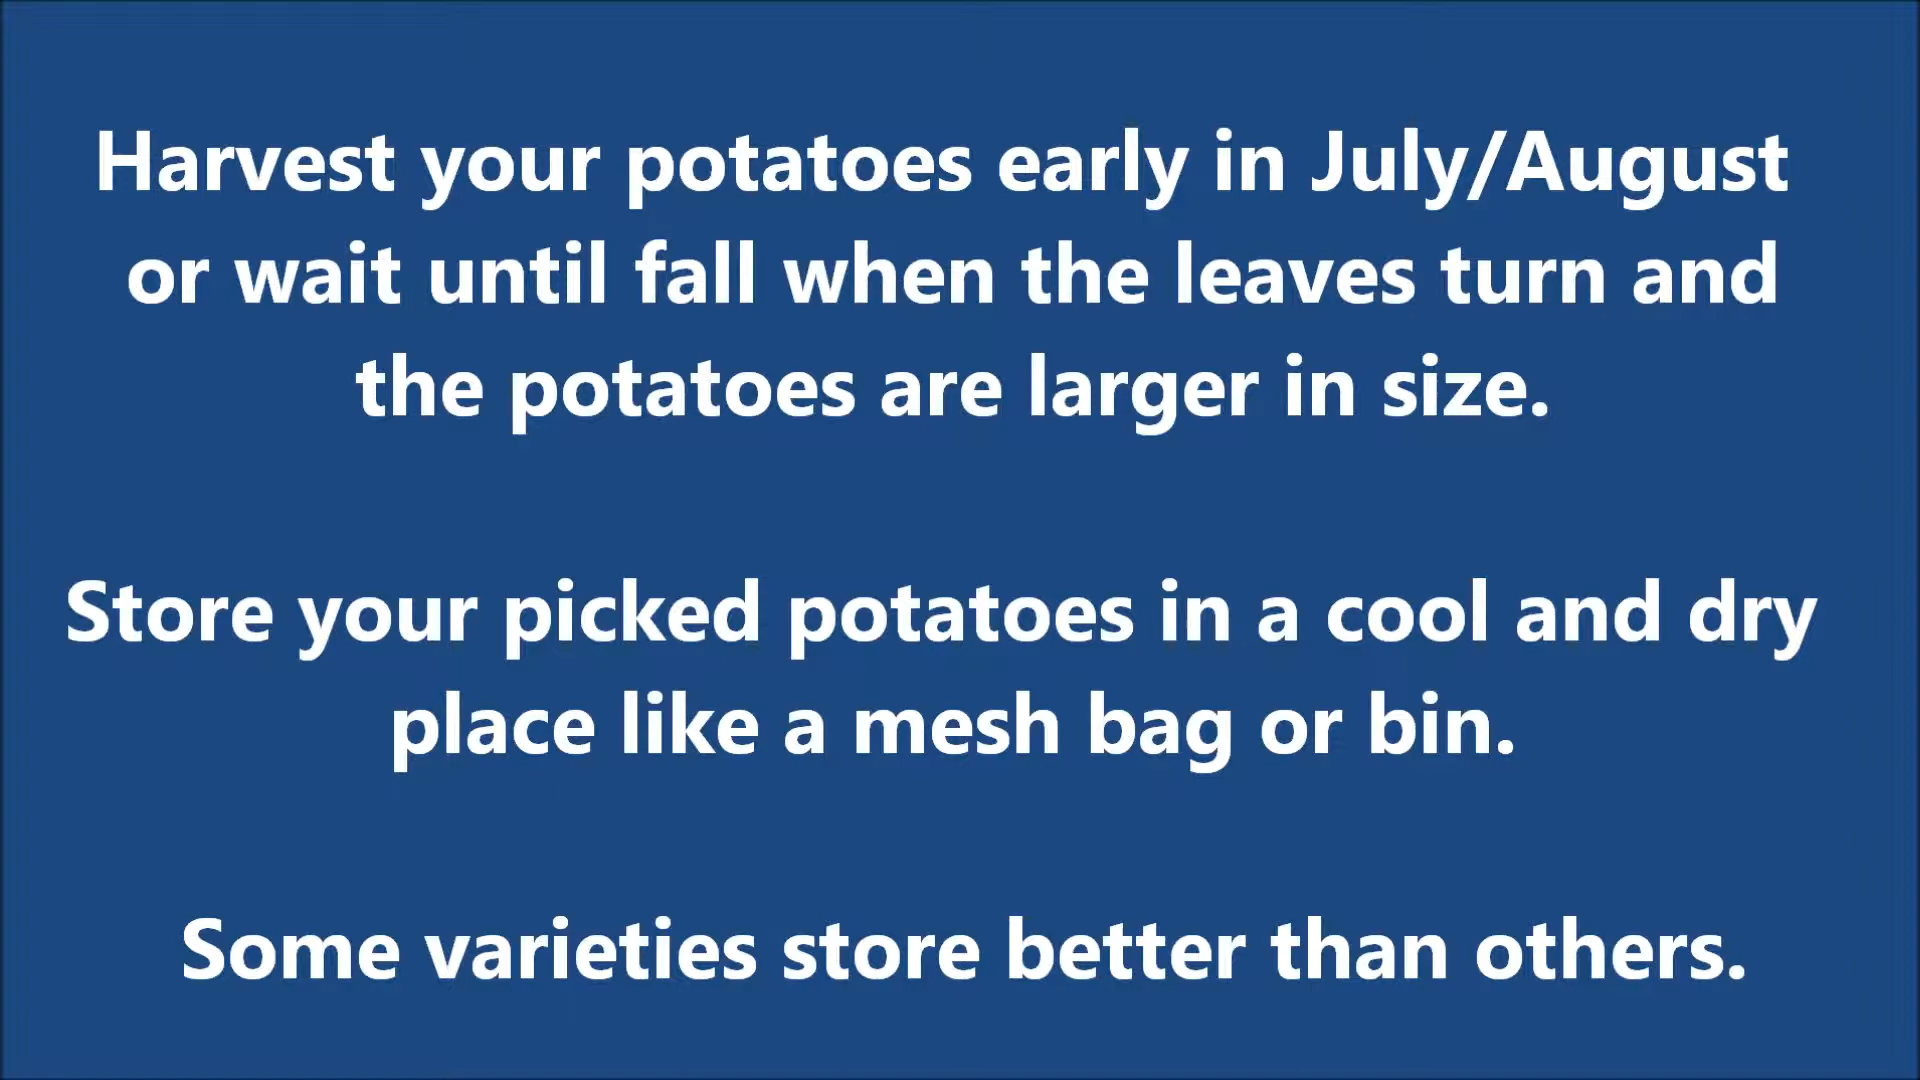 Harvest your potatoes early in July/August
or wait until fall when the leaves turn and
the potatoes are larger in size.
Store your picked potatoes in a cool and dry
place like a mesh bag or bin.
Some varieties store better than others.